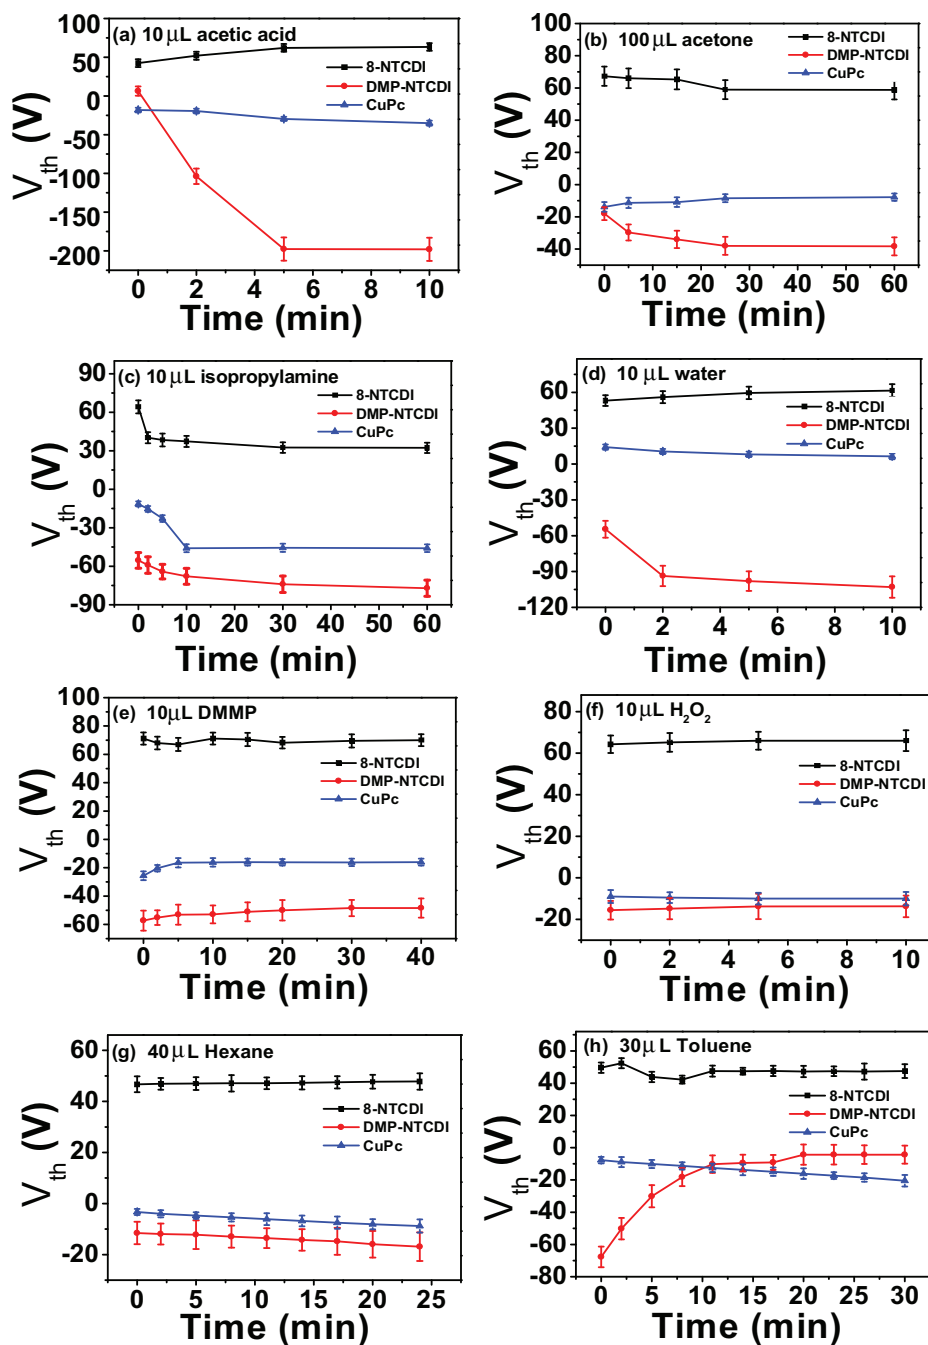 (a) 10 μL acetic acid
8-NTCDI
DMP-NTCDI
CuPc
100
50
0
-50
-100
-150
-200
V_th (V)
0 2 4 6 8 10
Time (min)
(b) 100 μL acetone
8-NTCDI
DMP-NTCDI
CuPc
100
80
60
40
20
0
-20
-40
V_th (V)
0 10 20 30 40 50 60
Time (min)
(c) 10 μL isopropylamine
8-NTCDI
DMP-NTCDI
CuPc
90
60
30
0
-30
-60
-90
V_th (V)
0 10 20 30 40 50 60
Time (min)
(d) 10 μL water
8-NTCDI
DMP-NTCDI
CuPc
60
30
0
-30
-60
-90
-120
V_th (V)
0 2 4 6 8 10
Time (min)
(e) 10μL DMMP
8-NTCDI
DMP-NTCDI
CuPc
100
80
60
40
20
0
-20
-40
-60
V_th (V)
0 10 20 30 40
Time (min)
(f) 10μL H₂O₂
8-NTCDI
DMP-NTCDI
CuPc
80
60
40
20
0
-20
V_th (V)
0 2 4 6 8 10
Time (min)
(g) 40μL Hexane
8-NTCDI
DMP-NTCDI
CuPc
60
40
20
0
-20
V_th (V)
0 5 10 15 20 25
Time (min)
(h) 30μL Toluene
8-NTCDI
DMP-NTCDI
CuPc
60
40
20
0
-20
-40
-60
-80
V_th (V)
0 5 10 15 20 25 30
Time (min)